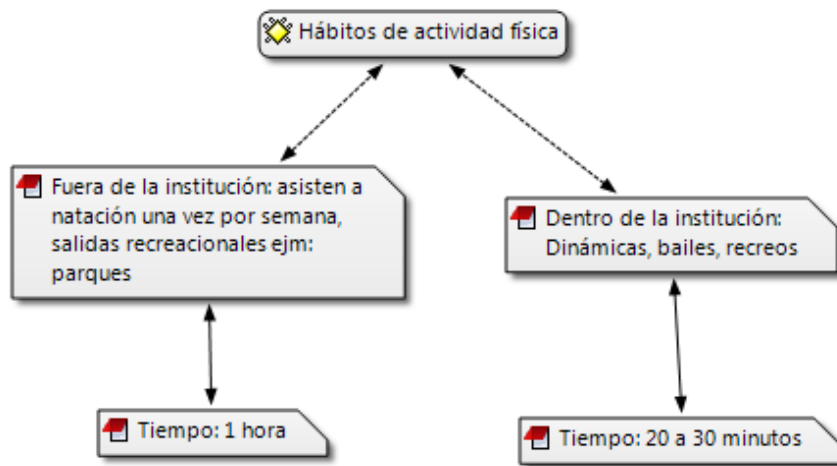 Hábitos de actividad física
Fuera de la institución: asisten a
natación una vez por semana,
salidas recreacionales ejm:
parques
Dentro de la institución:
Dinámicas, bailes, recreos
Tiempo: 1 hora
Tiempo: 20 a 30 minutos